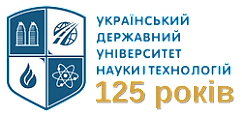 УКРАЇНСЬКИЙ
ДЕРЖАВНИЙ
УНІВЕРСИТЕТ
НАУКИ І ТЕХНОЛОГІЙ
125 років